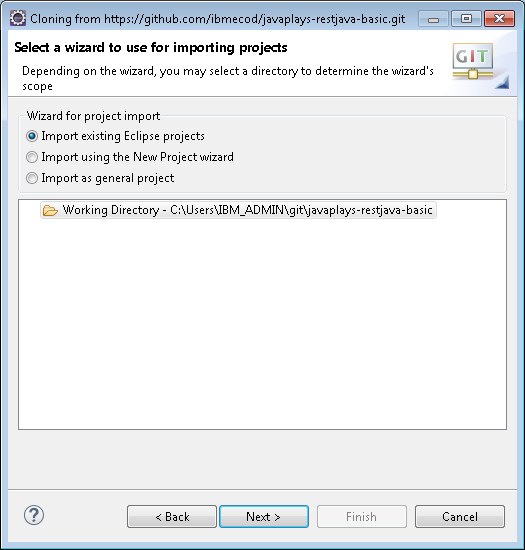 Cloning from https://github.com/ibmecod/javaplays-restjava-basic.git
Select a wizard to use for importing projects
Depending on the wizard, you may select a directory to determine the wizard's
scope
GIT
Wizard for project import
Import existing Eclipse projects
Import using the New Project wizard
Import as general project
Working Directory - C:\Users\IBM_ADMIN\git\javaplays-restjava-basic
? < Back Next > Finish Cancel